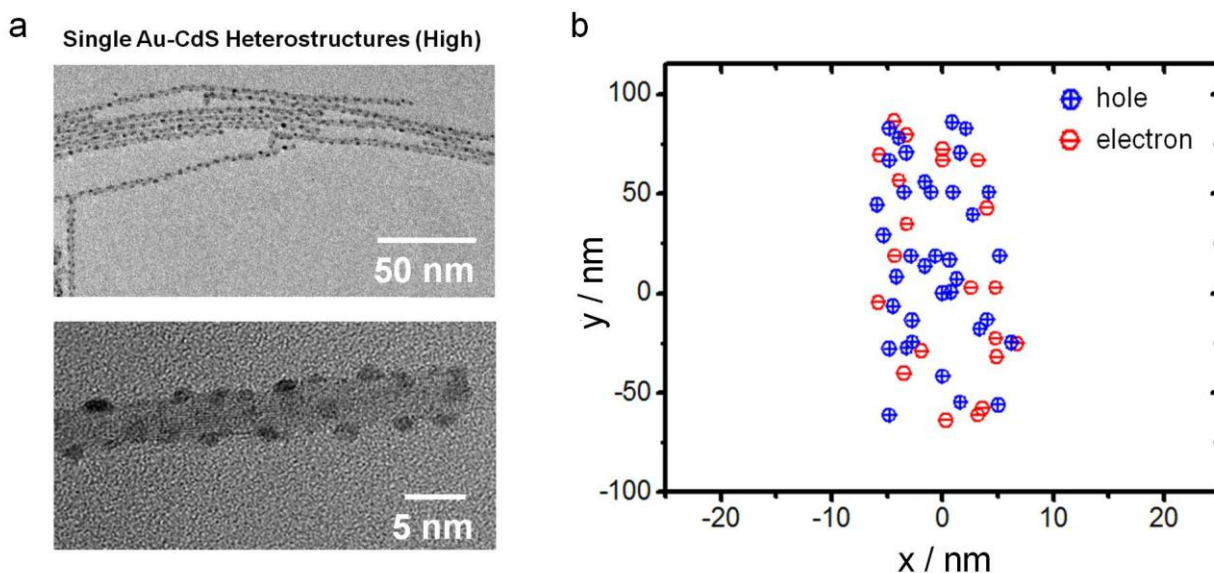 a
Single Au-CdS Heterostructures (High)
50 nm
5 nm
b
hole
electron
y / nm
100
50
0
-50
-100
-20
-10
0
10
20
x / nm